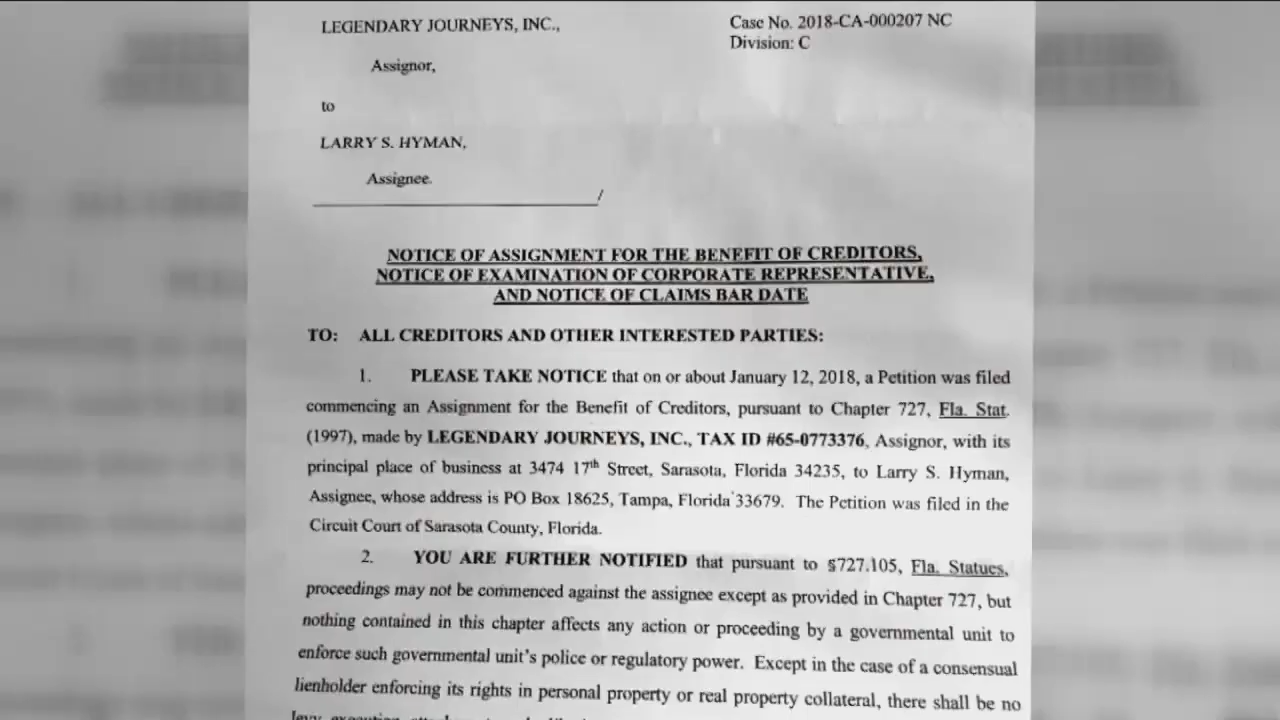 LEGENDARY JOURNEYS, INC.,
Case No. 2018-CA-000207 NC
Division: C
Assignor,
to
LARRY S. HYMAN,
Assignee.
/
NOTICE OF ASSIGNMENT FOR THE BENEFIT OF CREDITORS,
NOTICE OF EXAMINATION OF CORPORATE REPRESENTATIVE,
AND NOTICE OF CLAIMS BAR DATE
TO: ALL CREDITORS AND OTHER INTERESTED PARTIES:
1. PLEASE TAKE NOTICE that on or about January 12, 2018, a Petition was filed
commencing an Assignment for the Benefit of Creditors, pursuant to Chapter 727, Fla. Stat.
(1997), made by LEGENDARY JOURNEYS, INC., TAX ID #65-0773376, Assignor, with its
principal place of business at 3474 17th Street, Sarasota, Florida 34235, to Larry S. Hyman,
Assignee, whose address is PO Box 18625, Tampa, Florida 33679. The Petition was filed in the
Circuit Court of Sarasota County, Florida.
2. YOU ARE FURTHER NOTIFIED that pursuant to §727.105, Fla. Statues,
proceedings may not be commenced against the assignee except as provided in Chapter 727, but
nothing contained in this chapter affects any action or proceeding by a governmental unit to
enforce such governmental unit's police or regulatory power. Except in the case of a consensual
lienholder enforcing its rights in personal property or real property collateral, there shall be no